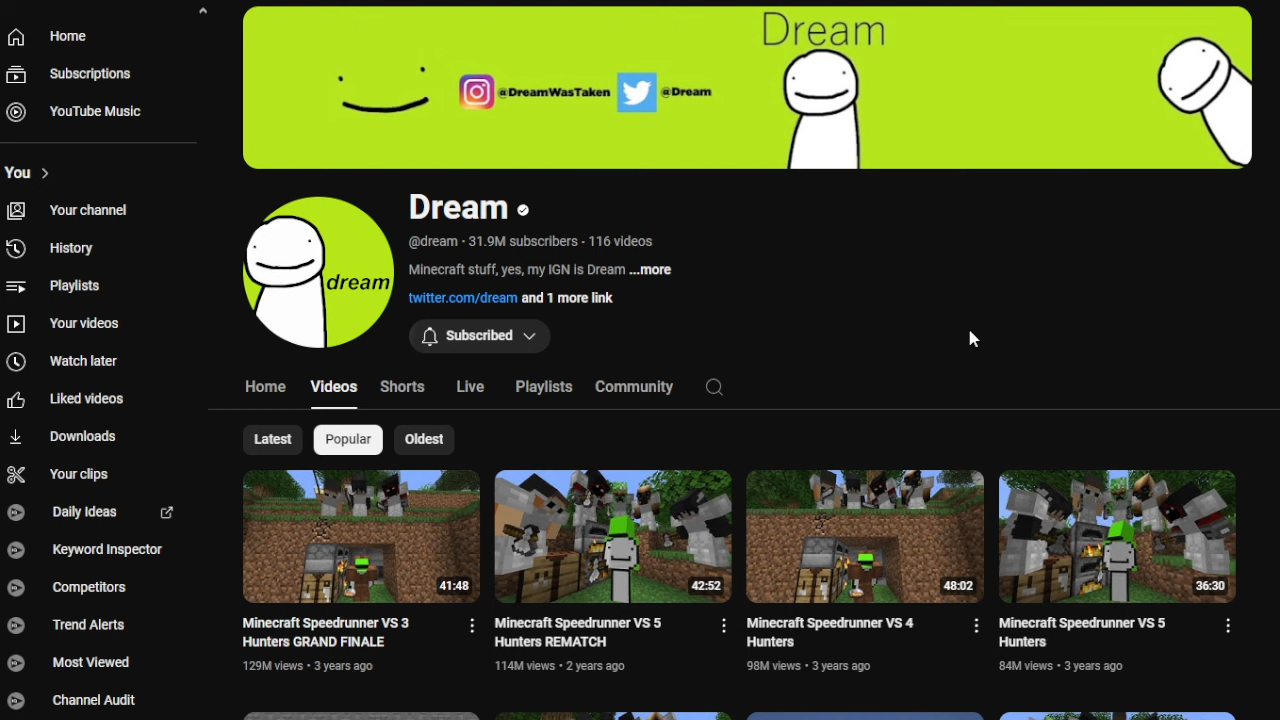 Home
Subscriptions
YouTube Music
You
Your channel
History
Playlists
Your videos
Watch later
Liked videos
Downloads
Your clips
Daily Ideas
Keyword Inspector
Competitors
Trend Alerts
Most Viewed
Channel Audit
Dream
@DreamWasTaken
@Dream
dream
Dream
@dream · 31.9M subscribers · 116 videos
Minecraft stuff, yes, my IGN is Dream ...more
twitter.com/dream and 1 more link
Subscribed
Home Videos Shorts Live Playlists Community
Latest Popular Oldest
41:48
42:52
48:02
36:30
Minecraft Speedrunner VS 3
Hunters GRAND FINALE
129M views · 3 years ago
Minecraft Speedrunner VS 5
Hunters REMATCH
114M views · 2 years ago
Minecraft Speedrunner VS 4
Hunters
98M views · 3 years ago
Minecraft Speedrunner VS 5
Hunters
84M views · 3 years ago